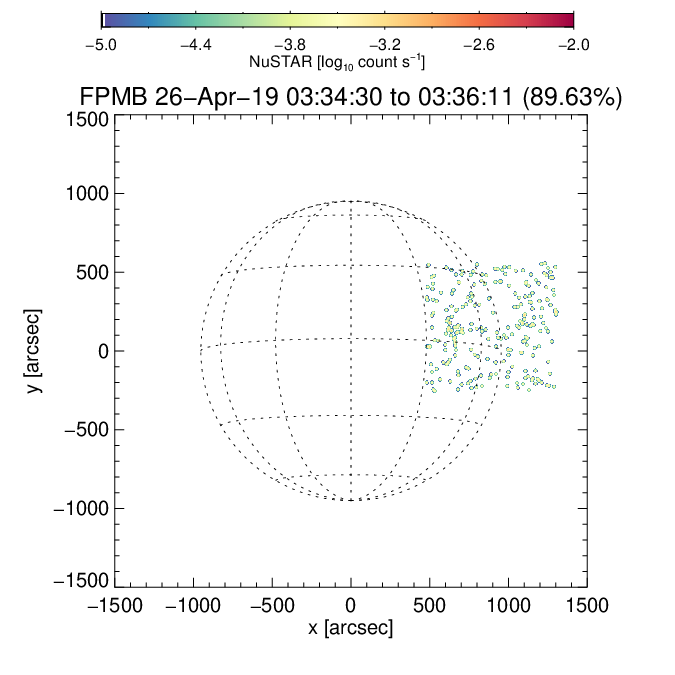 −5.0 −4.4 −3.8 −3.2 −2.6 −2.0
NuSTAR [log₁₀ count s⁻¹]
FPMB 26−Apr−19 03:34:30 to 03:36:11 (89.63%)
1500
1000
500
0
−500
−1000
−1500
y [arcsec]
−1500 −1000 −500 0 500 1000 1500
x [arcsec]